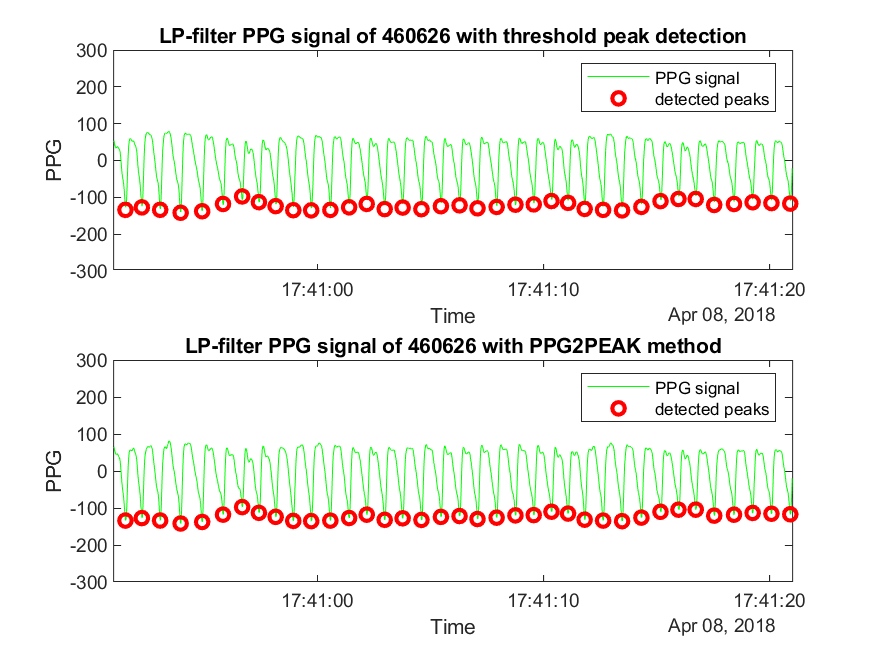 LP-filter PPG signal of 460626 with threshold peak detection
300
200
100
0
-100
-200
-300
PPG
PPG signal
detected peaks
17:41:00
17:41:10
17:41:20
Time
Apr 08, 2018
LP-filter PPG signal of 460626 with PPG2PEAK method
300
200
100
0
-100
-200
-300
PPG
PPG signal
detected peaks
17:41:00
17:41:10
17:41:20
Time
Apr 08, 2018